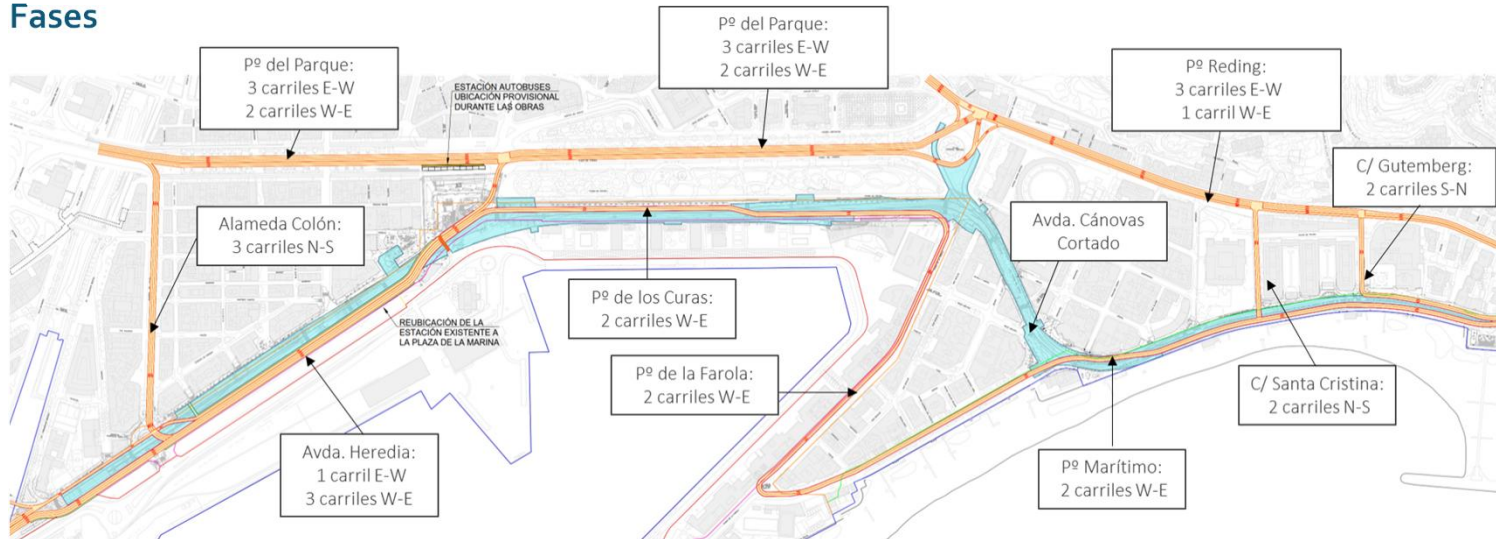 Fases
Pº del Parque:
3 carriles E-W
2 carriles W-E
Pº del Parque:
3 carriles E-W
2 carriles W-E
Pº Reding:
3 carriles E-W
1 carril W-E
ESTACIÓN AUTOBUSES
UBICACIÓN PROVISIONAL
DURANTE LAS OBRAS
C/ Gutemberg:
2 carriles S-N
Alameda Colón:
3 carriles N-S
Avda. Cánovas
Cortado
Pº de los Curas:
2 carriles W-E
REUBICACIÓN DE LA
ESTACIÓN EXISTENTE A
LA PLAZA DE LA MARINA
Pº de la Farola:
2 carriles W-E
C/ Santa Cristina:
2 carriles N-S
Avda. Heredia:
1 carril E-W
3 carriles W-E
Pº Marítimo:
2 carriles W-E